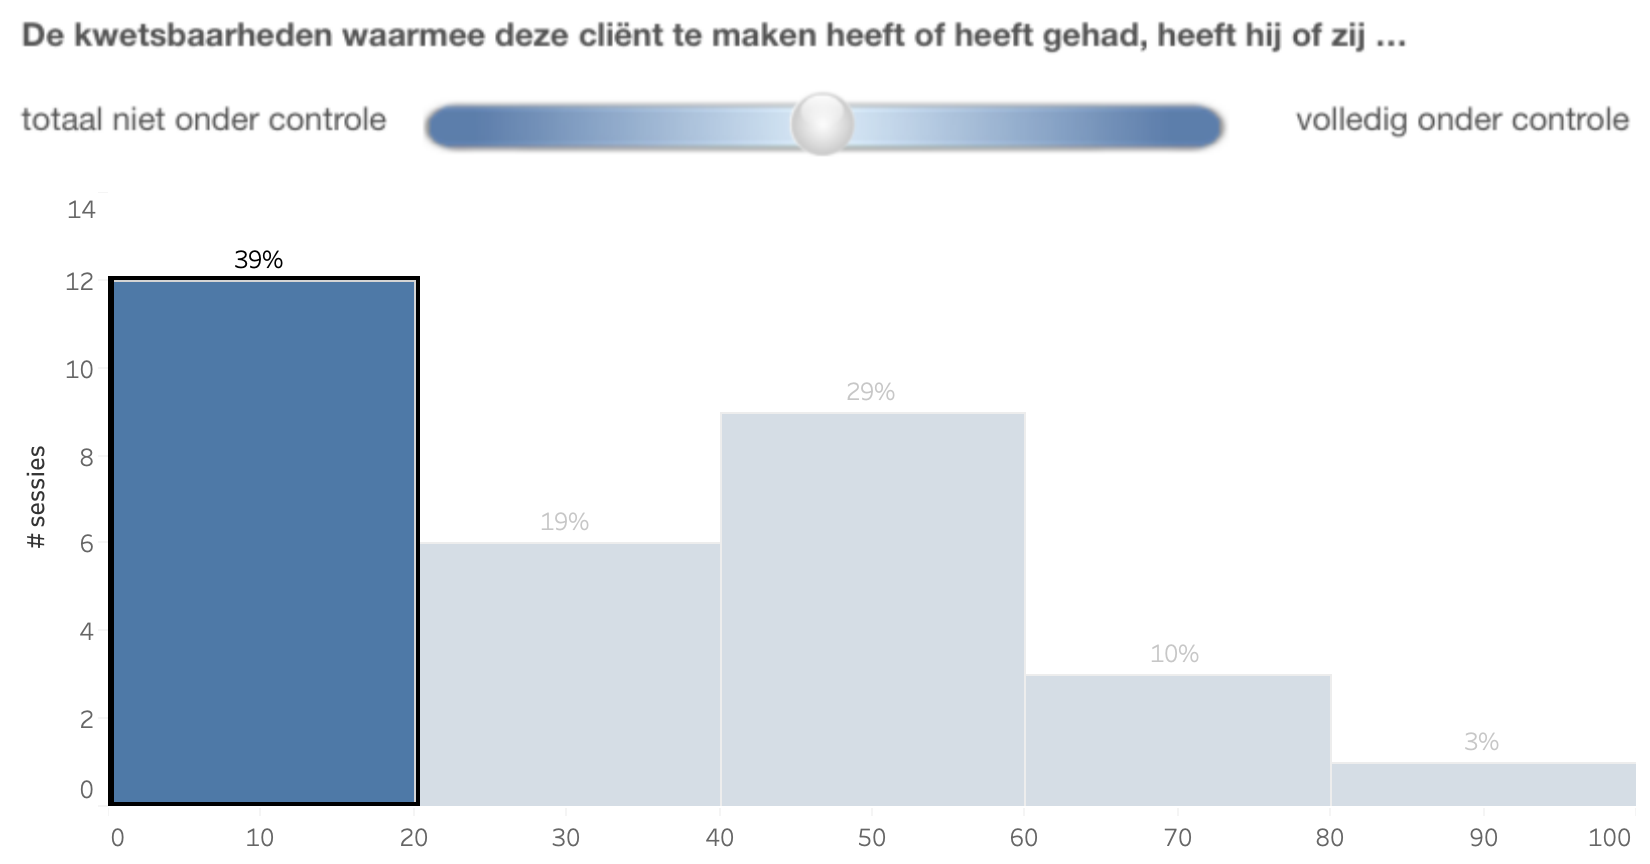 De kwetsbaarheden waarmee deze cliënt te maken heeft of heeft gehad, heeft hij of zij ...
totaal niet onder controle
volledig onder controle
14
39%
12
10
29%
8
# sessies
19%
6
4
10%
2
3%
0
0 10 20 30 40 50 60 70 80 90 100